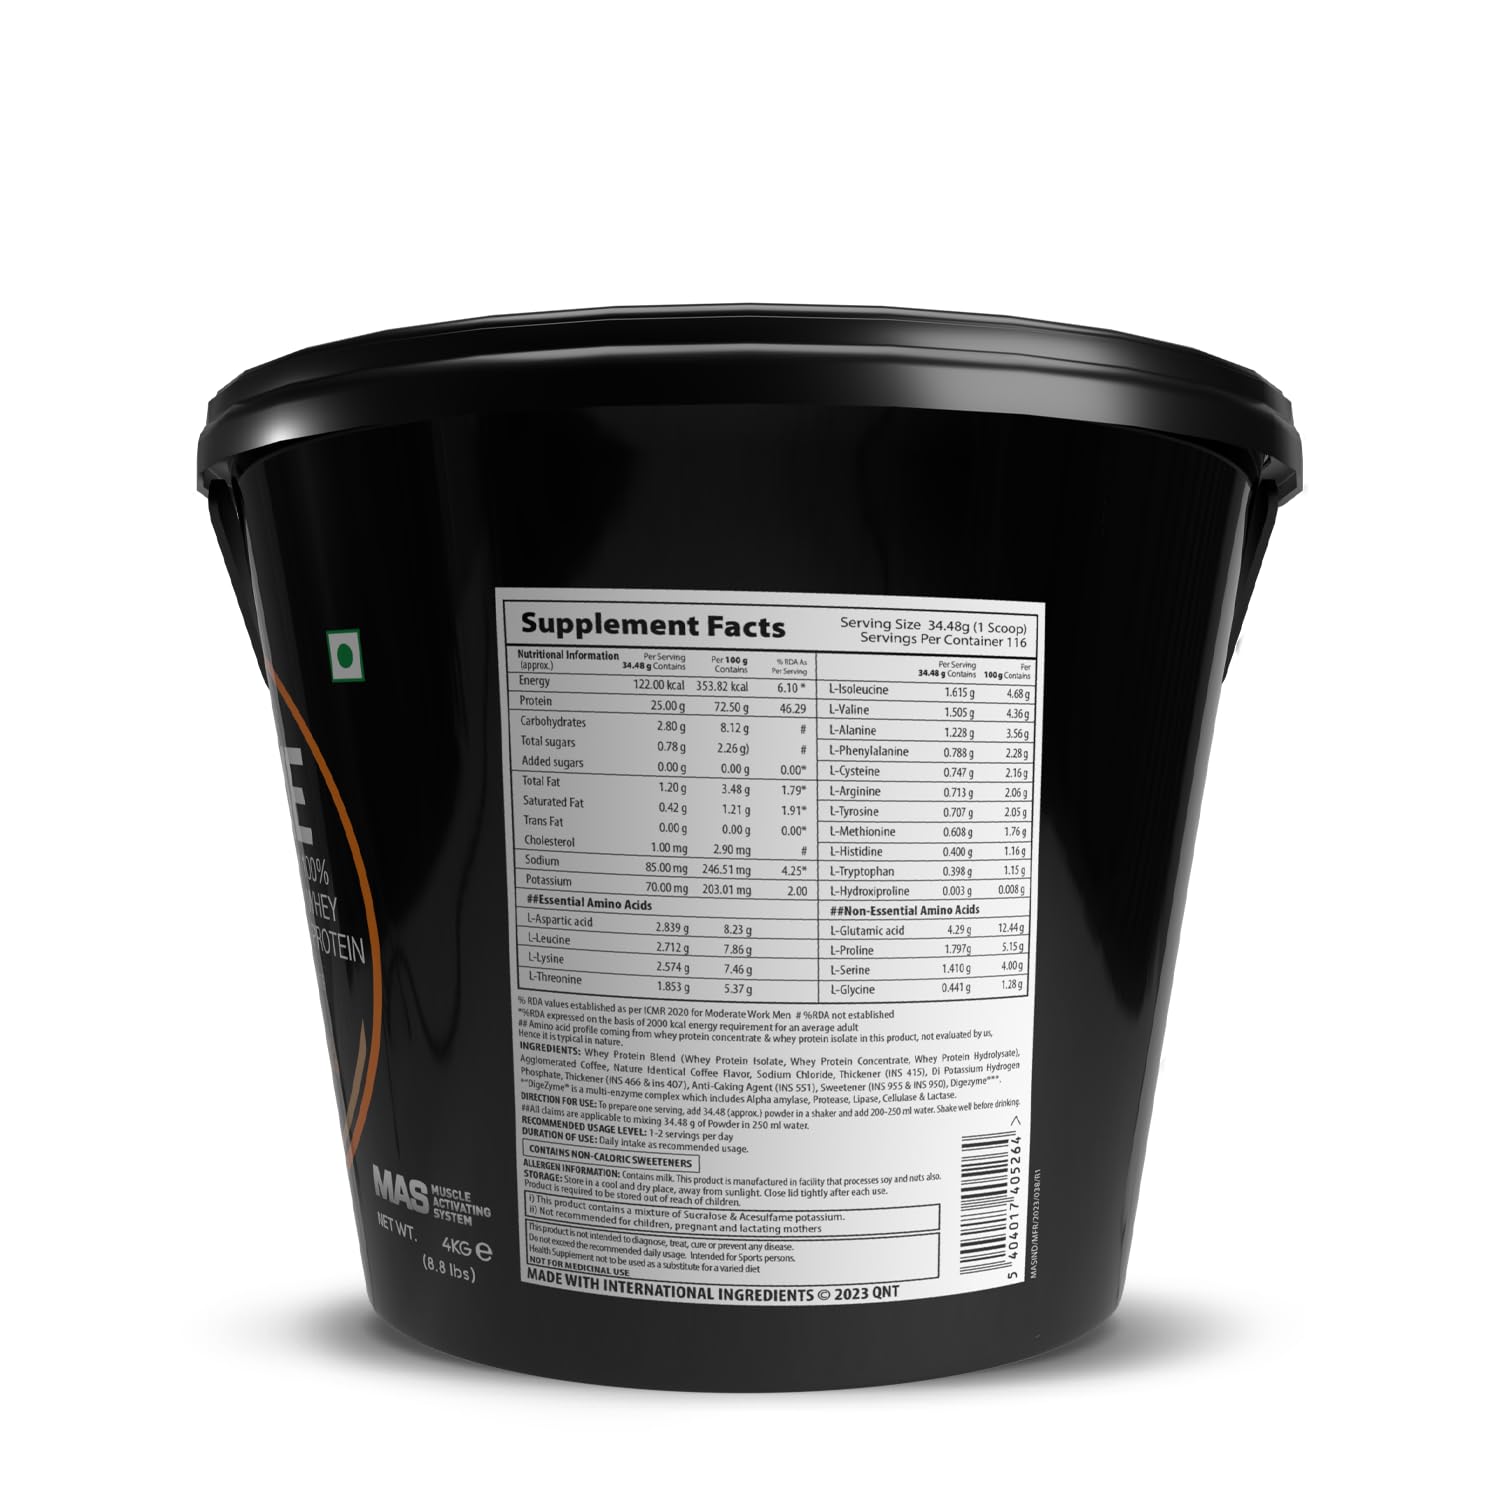 E
100%
WHEY
PROTEIN
MAS MUSCLE
ACTIVATING
SYSTEM
NET WT. 4KG e
(8.8 lbs)
Supplement Facts
Serving Size 34.48g (1 Scoop)
Servings Per Container 116
Nutritional Information (approx.) Per Serving 34.48 g Contains Per 100 g Contains % RDA As Per Serving
Energy 122.00 kcal 353.82 kcal 6.10 *
Protein 25.00 g 72.50 g 46.29
Carbohydrates 2.80 g 8.12 g #
Total sugars 0.78 g 2.26 g) #
Added sugars 0.00 g 0.00 g 0.00*
Total Fat 1.20 g 3.48 g 1.79*
Saturated Fat 0.42 g 1.21 g 1.91*
Trans Fat 0.00 g 0.00 g 0.00*
Cholesterol 1.00 mg 2.90 mg #
Sodium 85.00 mg 246.51 mg 4.25*
Potassium 70.00 mg 203.01 mg 2.00
##Essential Amino Acids
L-Aspartic acid 2.839 g 8.23 g
L-Leucine 2.712 g 7.86 g
L-Lysine 2.574 g 7.46 g
L-Threonine 1.853 g 5.37 g
Per Serving 34.48 g Contains Per 100g Contains
L-Isoleucine 1.615 g 4.68 g
L-Valine 1.505 g 4.36 g
L-Alanine 1.228 g 3.56 g
L-Phenylalanine 0.788 g 2.28 g
L-Cysteine 0.747 g 2.16 g
L-Arginine 0.713 g 2.06 g
L-Tyrosine 0.707 g 2.05 g
L-Methionine 0.608 g 1.76 g
L-Histidine 0.400 g 1.16 g
L-Tryptophan 0.398 g 1.15 g
L-Hydroxiproline 0.003 g 0.008 g
##Non-Essential Amino Acids
L-Glutamic acid 4.29 g 12.44 g
L-Proline 1.797g 5.15 g
L-Serine 1.410 g 4.00 g
L-Glycine 0.441 g 1.28 g
% RDA values established as per ICMR 2020 for Moderate Work Men # %RDA not established
*%RDA expressed on the basis of 2000 kcal energy requirement for an average adult
## Amino acid profile coming from whey protein concentrate & whey protein isolate in this product, not evaluated by us,
Hence it is typical in nature.
INGREDIENTS: Whey Protein Blend (Whey Protein Isolate, Whey Protein Concentrate, Whey Protein Hydrolysate),
Agglomerated Coffee, Nature Identical Coffee Flavor, Sodium Chloride, Thickener (INS 415), Di Potassium Hydrogen
Phosphate, Thickener (INS 466 & ins 407), Anti-Caking Agent (INS 551), Sweetener (INS 955 & INS 950), Digezyme***.
**"DigeZyme" is a multi-enzyme complex which includes Alpha amylase, Protease, Lipase, Cellulase & Lactase.
DIRECTION FOR USE: To prepare one serving, add 34.48 (approx.) powder in a shaker and add 200-250 ml water. Shake well before drinking.
##All claims are applicable to mixing 34.48 g of Powder in 250 ml water.
RECOMMENDED USAGE LEVEL: 1-2 servings per day
DURATION OF USE: Daily intake as recommended usage.
CONTAINS NON-CALORIC SWEETENERS
ALLERGEN INFORMATION: Contains milk. This product is manufactured in facility that processes soy and nuts also.
STORAGE: Store in a cool and dry place, away from sunlight. Close lid tightly after each use.
Product is required to be stored out of reach of children.
i) This product contains a mixture of Sucralose & Acesulfame potassium.
ii) Not recommended for children, pregnant and lactating mothers
This product is not intended to diagnose, treat, cure or prevent any disease.
Do not exceed the recommended daily usage. Intended for Sports persons.
Health Supplement not to be used as a substitute for a varied diet
NOT FOR MEDICINAL USE
MADE WITH INTERNATIONAL INGREDIENTS © 2023 QNT
5 404017 405264 >
MASIND/MFR/2023/038/R1